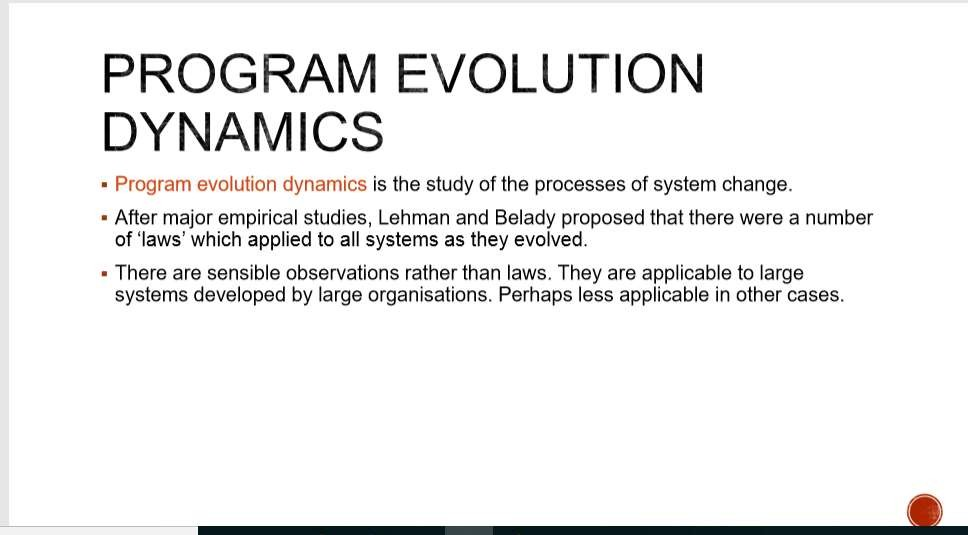 PROGRAM EVOLUTION
DYNAMICS
▪ Program evolution dynamics is the study of the processes of system change.
▪ After major empirical studies, Lehman and Belady proposed that there were a number
of ‘laws’ which applied to all systems as they evolved.
▪ There are sensible observations rather than laws. They are applicable to large
systems developed by large organisations. Perhaps less applicable in other cases.